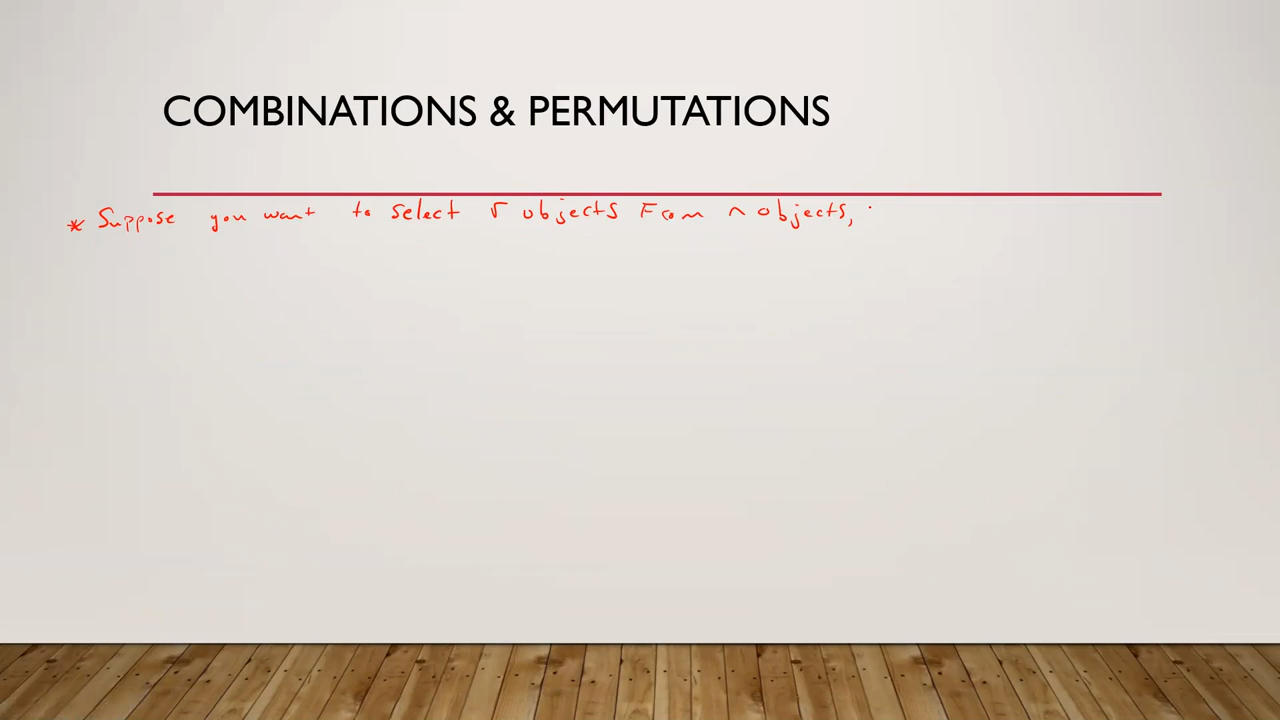 COMBINATIONS & PERMUTATIONS
* Suppose you want to select r objects From n objects,